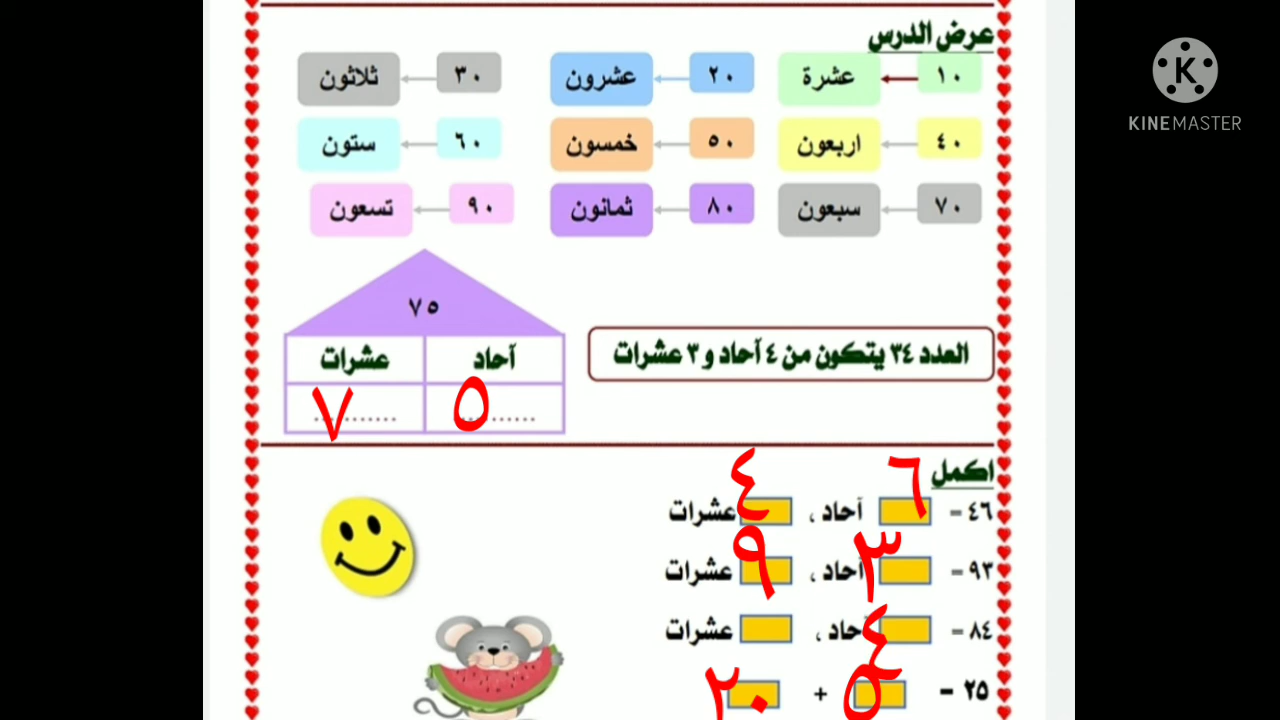 عرض الدرس
١٠ عشرة ٢٠ عشرون ٣٠ ثلاثون
٤٠ اربعون ٥٠ خمسون ٦٠ ستون
٧٠ سبعون ٨٠ ثمانون ٩٠ تسعون
٧٥
آحاد عشرات
٥ ٧
العدد ٣٤ يتكون من ٤ آحاد و ٣ عشرات
اكمل
٤٦ = ٦ آحاد ، ٤ عشرات
٩٣ = ٣ آحاد ، ٩ عشرات
٨٤ = ٤ آحاد ، عشرات
٢٥ = ٥ + ٢٠
KINEMASTER